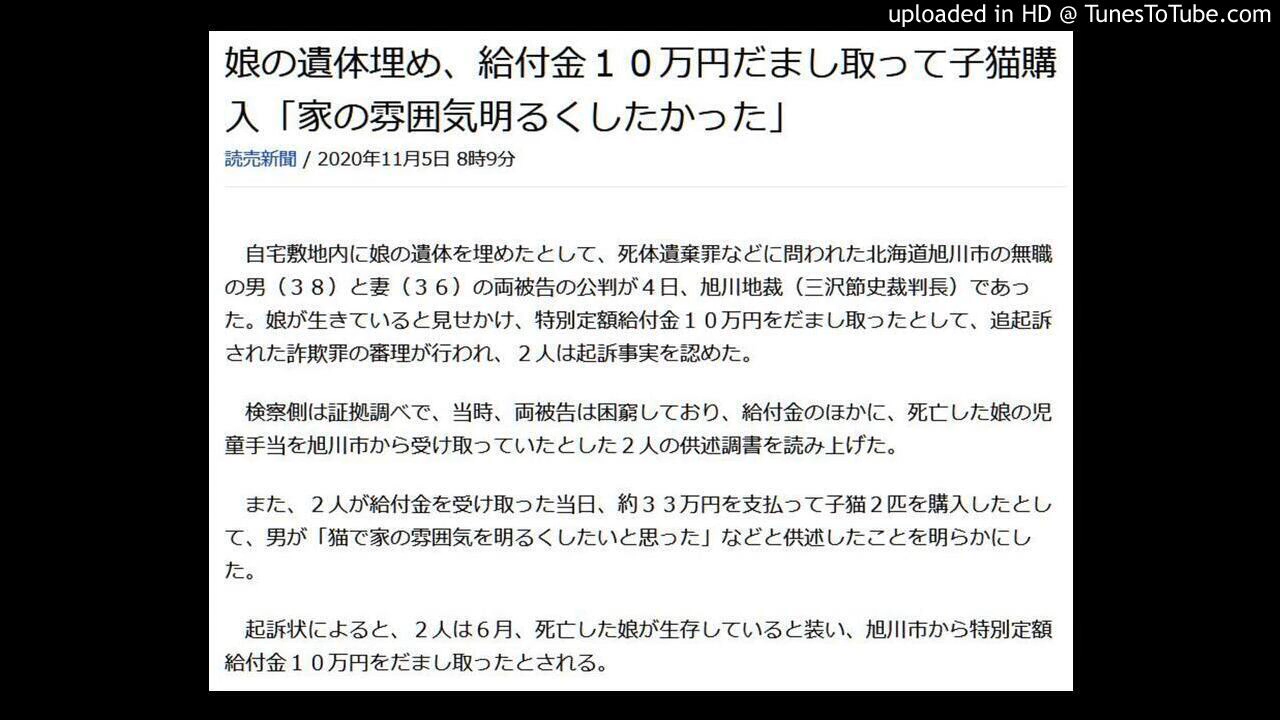 uploaded in HD @ TunesToTube.com
娘の遺体埋め、給付金１０万円だまし取って子猫購
入「家の雰囲気明るくしたかった」
読売新聞 / 2020年11月5日 8時9分
自宅敷地内に娘の遺体を埋めたとして、死体遺棄罪などに問われた北海道旭川市の無職
の男（３８）と妻（３６）の両被告の公判が４日、旭川地裁（三沢節史裁判長）であっ
た。娘が生きていると見せかけ、特別定額給付金１０万円をだまし取ったとして、追起訴
された詐欺罪の審理が行われ、２人は起訴事実を認めた。
検察側は証拠調べで、当時、両被告は困窮しており、給付金のほかに、死亡した娘の児
童手当を旭川市から受け取っていたとした２人の供述調書を読み上げた。
また、２人が給付金を受け取った当日、約３３万円を支払って子猫２匹を購入したとし
て、男が「猫で家の雰囲気を明るくしたいと思った」などと供述したことを明らかにし
た。
起訴状によると、２人は６月、死亡した娘が生存していると装い、旭川市から特別定額
給付金１０万円をだまし取ったとされる。